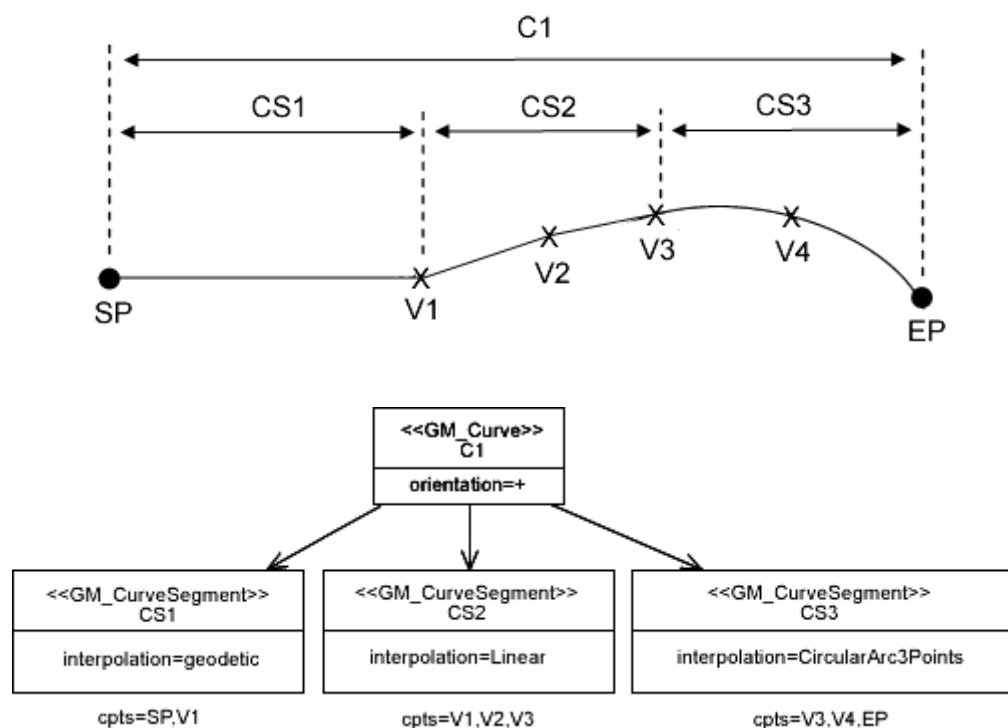 C1
CS1 CS2 CS3
SP V1 V2 V3 V4 EP
<<GM_Curve>>
C1
orientation=+
<<GM_CurveSegment>>
CS1
interpolation=geodetic
cpts=SP,V1
<<GM_CurveSegment>>
CS2
interpolation=Linear
cpts=V1,V2,V3
<<GM_CurveSegment>>
CS3
interpolation=CircularArc3Points
cpts=V3,V4,EP